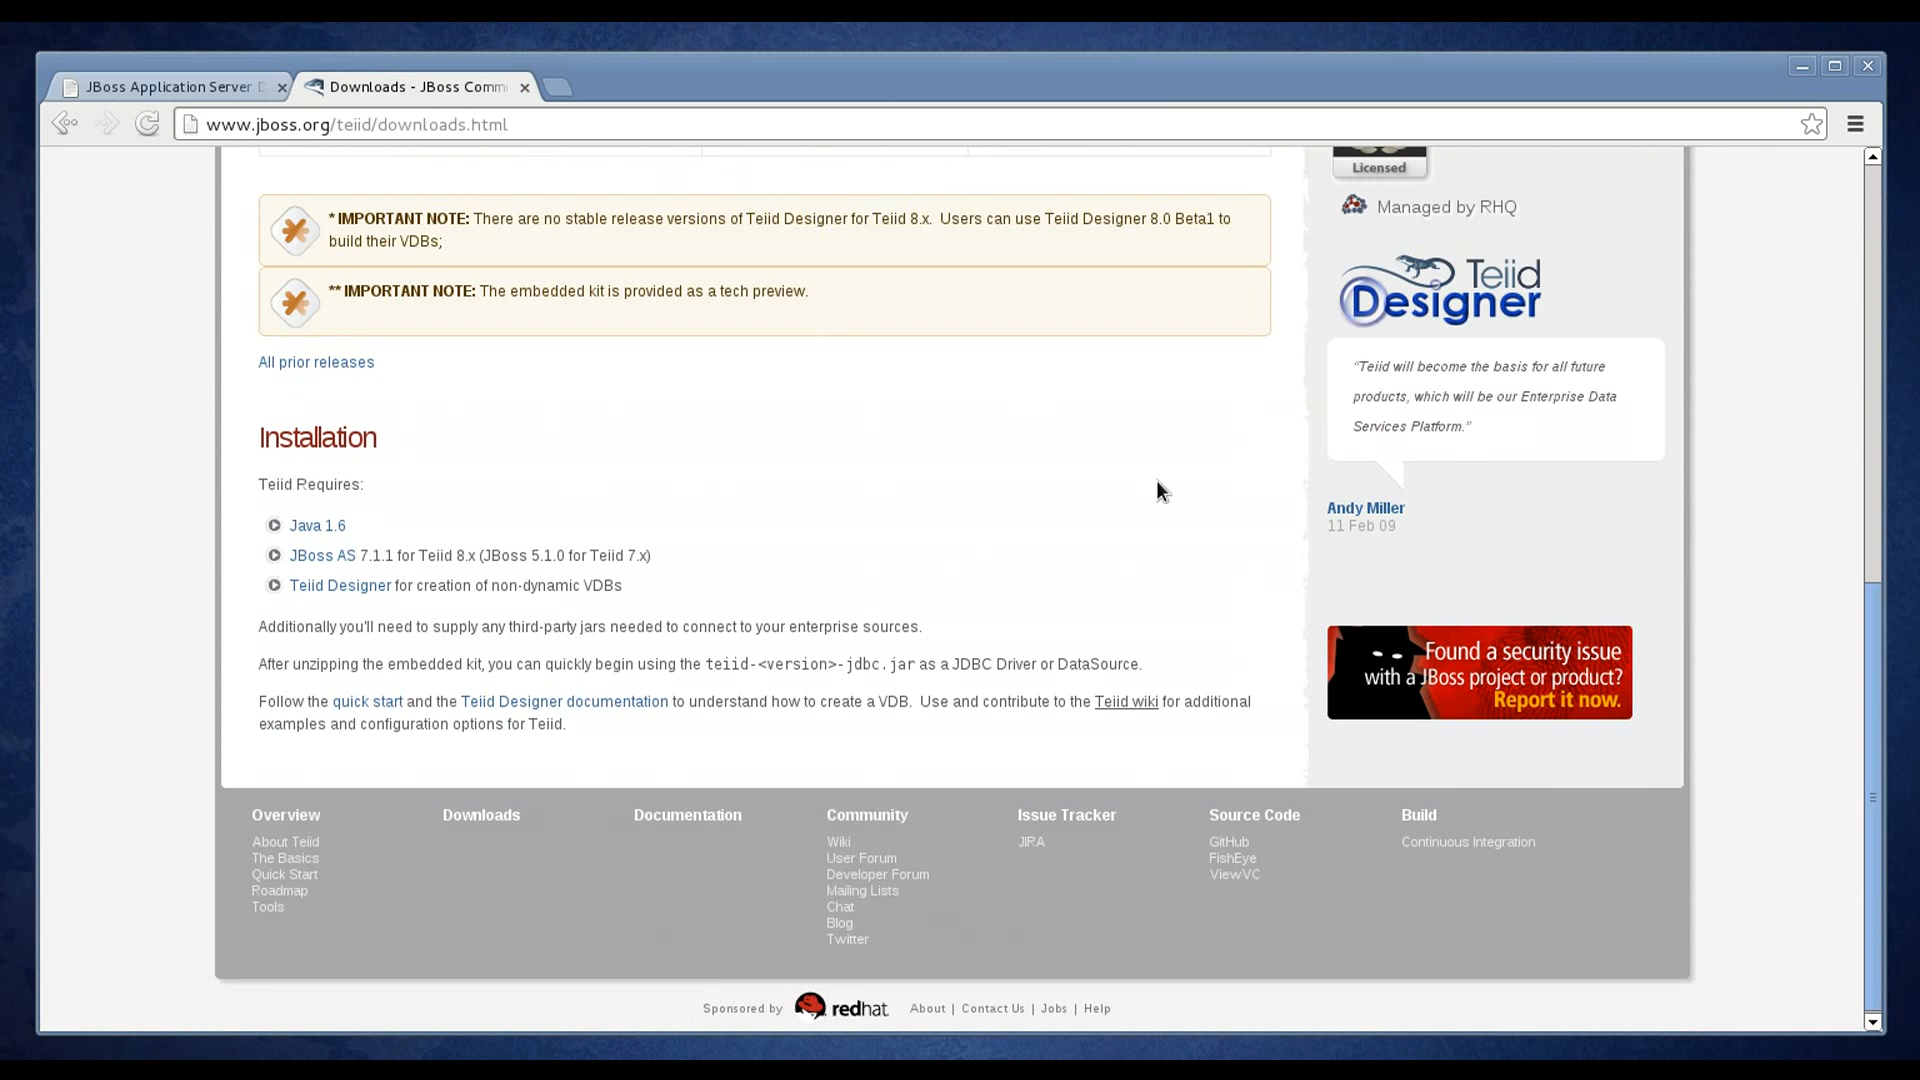 JBoss Application Server D
Downloads - JBoss Comm
www.jboss.org/teiid/downloads.html
Licensed
Managed by RHQ
* IMPORTANT NOTE: There are no stable release versions of Teiid Designer for Teiid 8.x. Users can use Teiid Designer 8.0 Beta1 to
build their VDBs;
** IMPORTANT NOTE: The embedded kit is provided as a tech preview.
All prior releases
Installation
Teiid Requires:
Java 1.6
JBoss AS 7.1.1 for Teiid 8.x (JBoss 5.1.0 for Teiid 7.x)
Teiid Designer for creation of non-dynamic VDBs
Additionally you'll need to supply any third-party jars needed to connect to your enterprise sources.
After unzipping the embedded kit, you can quickly begin using the teiid-<version>-jdbc.jar as a JDBC Driver or DataSource.
Follow the quick start and the Teiid Designer documentation to understand how to create a VDB. Use and contribute to the Teiid wiki for additional
examples and configuration options for Teiid.
Teiid
Designer
“Teiid will become the basis for all future
products, which will be our Enterprise Data
Services Platform.”
Andy Miller
11 Feb 09
Found a security issue
with a JBoss project or product?
Report it now.
Overview
About Teiid
The Basics
Quick Start
Roadmap
Tools
Downloads
Documentation
Community
Wiki
User Forum
Developer Forum
Mailing Lists
Chat
Blog
Twitter
Issue Tracker
JIRA
Source Code
GitHub
FishEye
ViewVC
Build
Continuous Integration
Sponsored by redhat. About | Contact Us | Jobs | Help